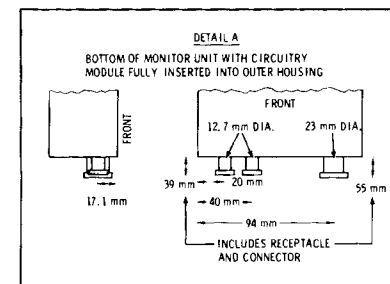 DETAIL A
BOTTOM OF MONITOR UNIT WITH CIRCUITRY
MODULE FULLY INSERTED INTO OUTER HOUSING
FRONT
FRONT
12.7 mm DIA.
23 mm DIA.
39 mm
20 mm
55 mm
17.1 mm
40 mm
94 mm
INCLUDES RECEPTACLE
AND CONNECTOR